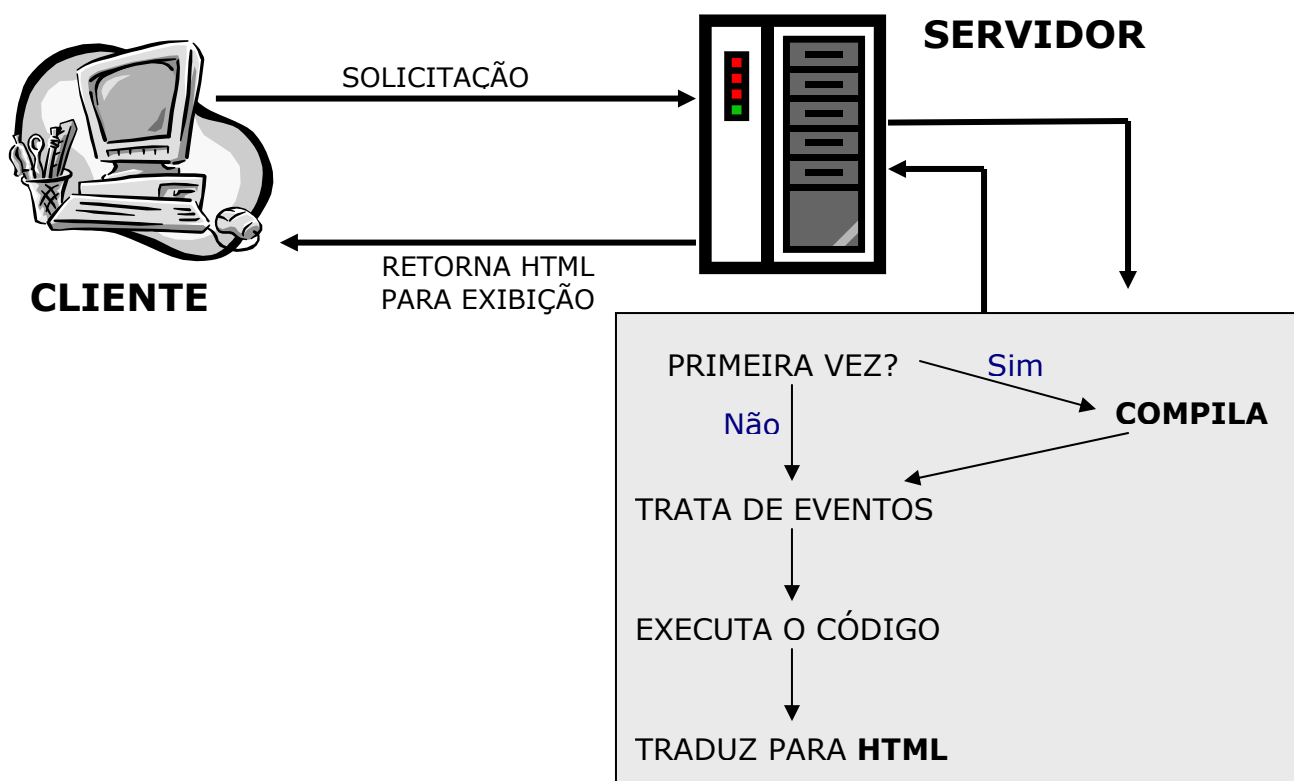 SERVIDOR
SOLICITAÇÃO
RETORNA HTML
PARA EXIBIÇÃO
CLIENTE
PRIMEIRA VEZ?
Sim
Não
COMPILA
TRATA DE EVENTOS
EXECUTA O CÓDIGO
TRADUZ PARA HTML